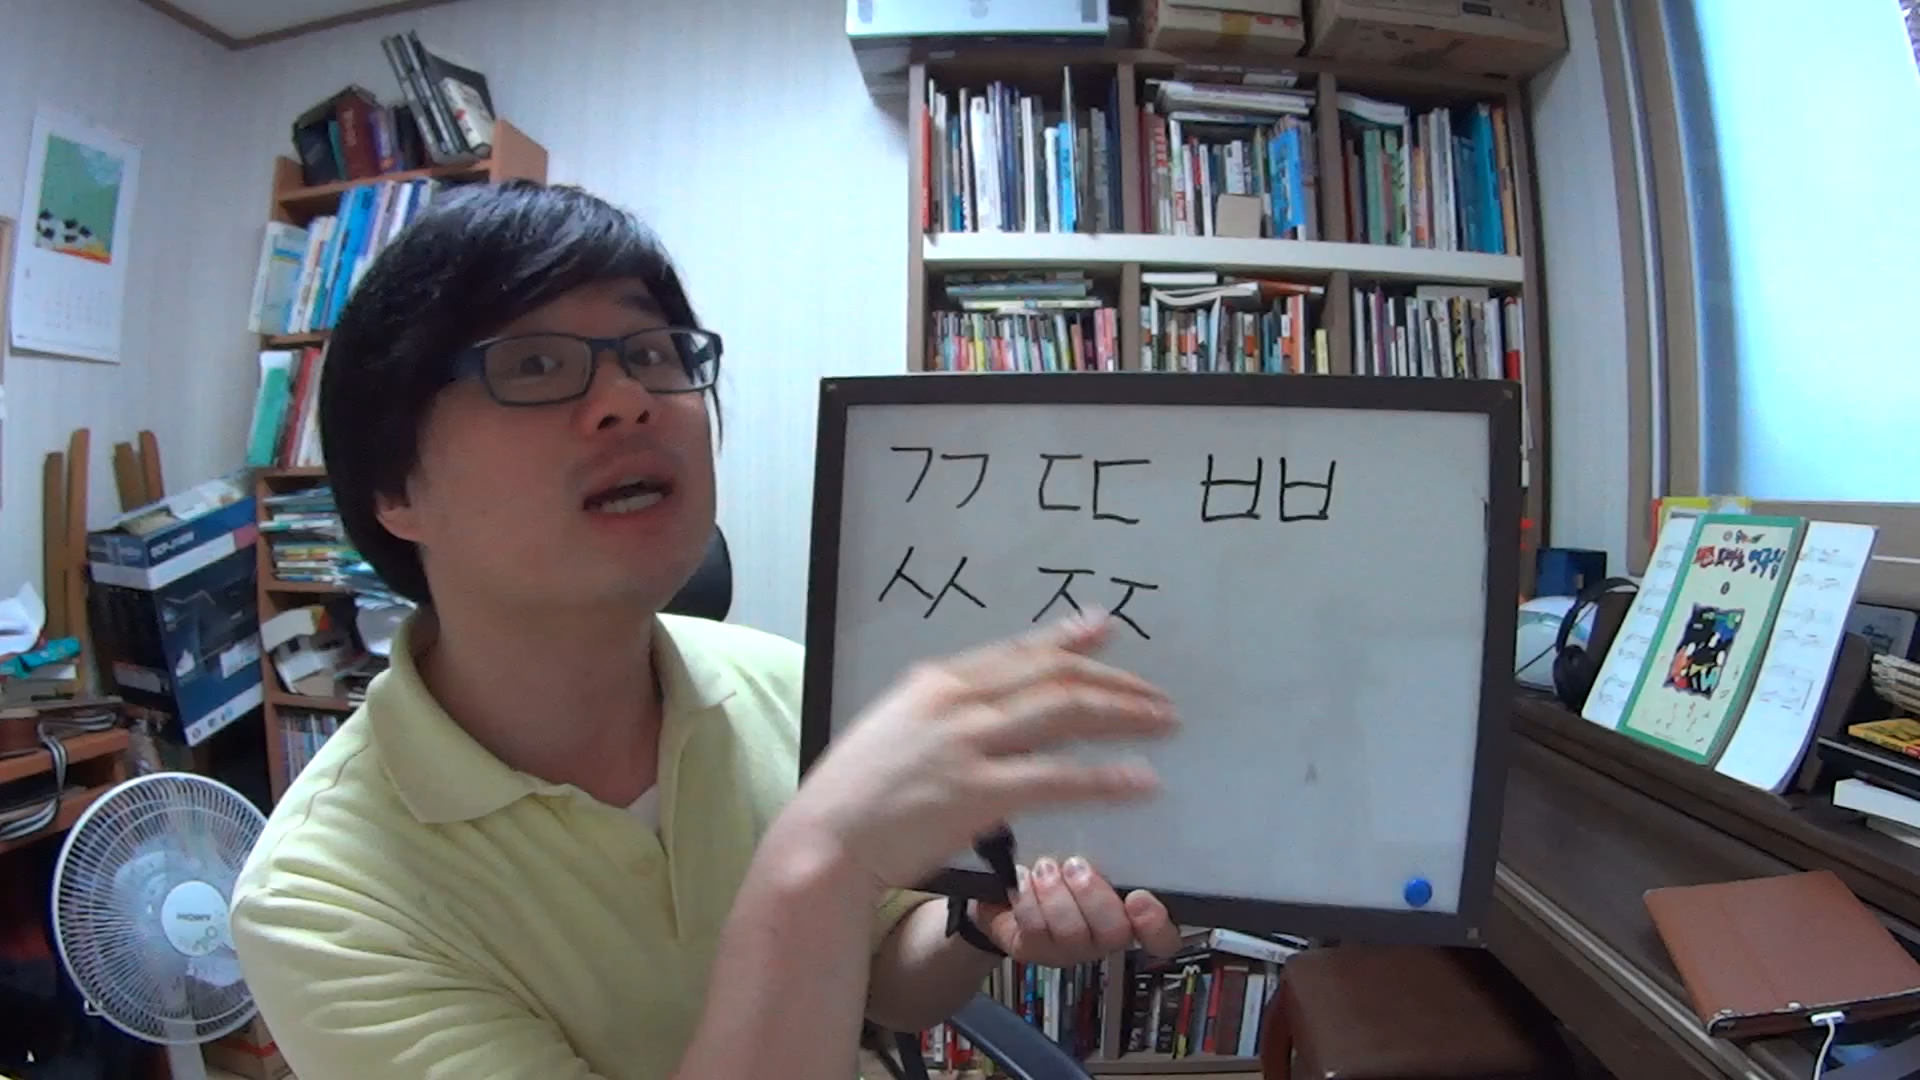 ㄲ ㄸ ㅃ
ㅆ ㅉ